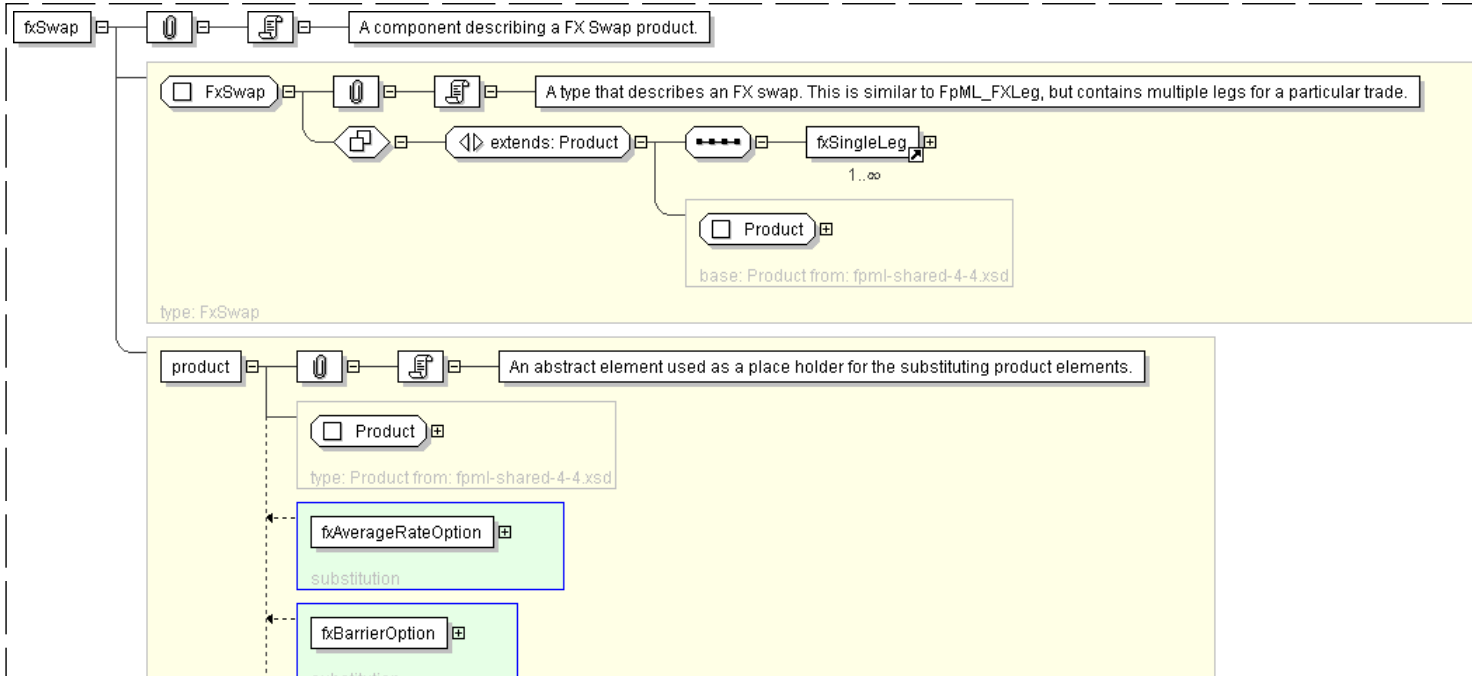 fxSwap
A component describing a FX Swap product.
FxSwap
A type that describes an FX swap. This is similar to FpML_FXLeg, but contains multiple legs for a particular trade.
extends: Product
fxSingleLeg
1..∞
Product
base: Product from: fpml-shared-4-4.xsd
type: FxSwap
product
An abstract element used as a place holder for the substituting product elements.
Product
type: Product from: fpml-shared-4-4.xsd
fxAverageRateOption
substitution
fxBarrierOption
substitution